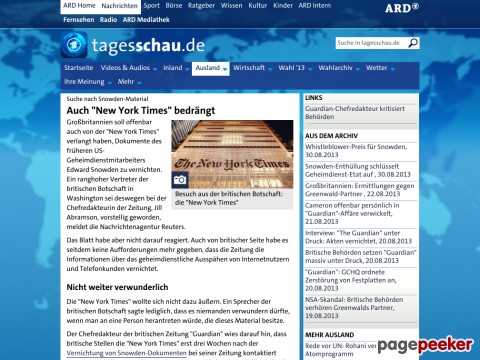 ARD Home Nachrichten Sport Börse Ratgeber Wissen Kultur Kinder ARD Intern
ARD
Fernsehen Radio ARD Mediathek
tagesschau.de
Suche in tagesschau.de
Startseite Videos & Audios Inland Ausland Wirtschaft Wahl '13 Wahlarchiv Wetter
Ihre Meinung Mehr
Suche nach Snowden-Material
Auch "New York Times" bedrängt
Großbritannien soll offenbar
auch von der "New York Times"
verlangt haben, Dokumente des
früheren US-
Geheimdienstmitarbeiters
Edward Snowden zu vernichten.
Ein ranghoher Vertreter der
britischen Botschaft in
Washington sei deswegen bei der
Chefredakteurin der Zeitung, Jill
Abramson, vorstellig geworden,
meldet die Nachrichtenagentur Reuters.
The New York Times
Besuch aus der britischen Botschaft:
die "New York Times"
Das Blatt habe aber nicht darauf reagiert. Auch von britischer Seite habe es
seitdem keine Aufforderungen mehr gegeben, dass die Zeitung die
Informationen über das geheimdienstliche Ausspähen von Internetnutzern
und Telefonkunden vernichtet.
Nicht weiter verwunderlich
Die "New York Times" wollte sich nicht dazu äußern. Ein Sprecher der
britischen Botschaft sagte lediglich, dass es niemanden verwundern dürfte,
wenn man an eine Person herantreten würde, die dieses Material besitze.
Der Chefredakteur der britischen Zeitung "Guardian" wies darauf hin, dass
britische Stellen die "New York Times" erst drei Wochen nach der
Vernichtung von Snowden-Dokumenten bei seiner Zeitung kontaktiert
LINKS
Guardian-Chefredakteur kritisiert
Behörden
AUS DEM ARCHIV
Whistleblower-Preis für Snowden,
30.08.2013
Snowden-Enthüllung schlüsselt
Geheimdienst-Etat auf , 30.08.2013
Großbritannien: Ermittlungen gegen
Greenwald-Partner , 22.08.2013
Cameron offenbar persönlich in
"Guardian"-Affäre verwickelt,
21.08.2013
Interview: "The Guardian" unter
Druck: Akten vernichtet, 20.08.2013
Britische Behörden setzen "Guardian"
massiv unter Druck, 20.08.2013
"Guardian": GCHQ ordnete
Zerstörung von Festplatten an,
20.08.2013
NSA-Skandal: Britische Behörden
verhören Greenwalds Partner,
19.08.2013
MEHR AUSLAND
Rede vor UN: Rohani ver
Atomprogramm
pagepeeker